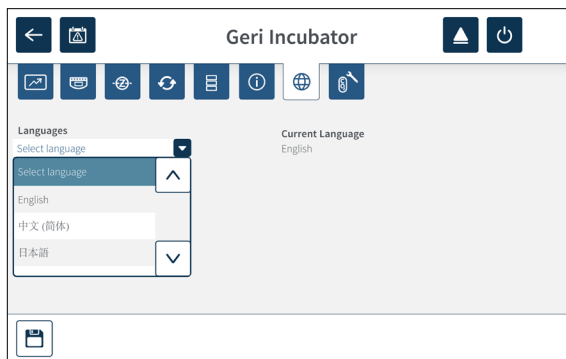 Geri Incubator
Languages
Select language
Select language
English
中文 (简体)
日本語
Current Language
English